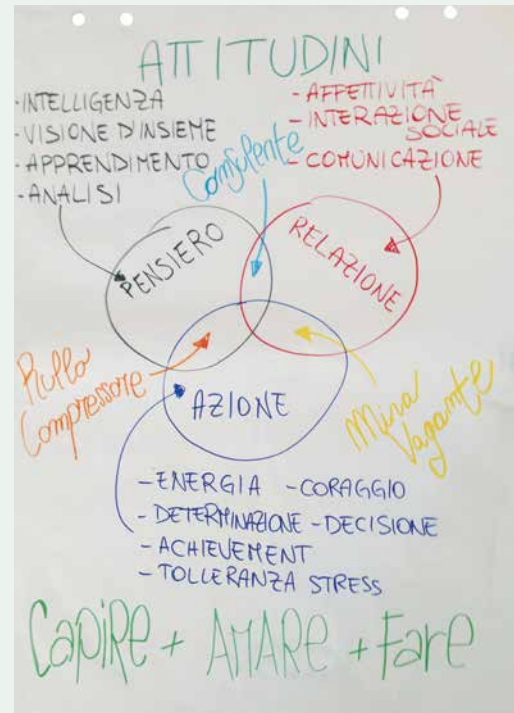 ATTITUDINI
-INTELLIGENZA
-VISIONE D'INSIEME
-APPRENDIMENTO
-ANALISI
-AFFETTIVITÀ
-INTERAZIONE
SOCIALE
-COMUNICAZIONE
Consulente
PENSIERO
RELAZIONE
Rullo
Compressore
AZIONE
Mina
Vagante
-ENERGIA -CORAGGIO
-DETERMINAZIONE -DECISIONE
-ACHIEVEMENT
-TOLLERANZA STRESS
Capire + AMARE + Fare